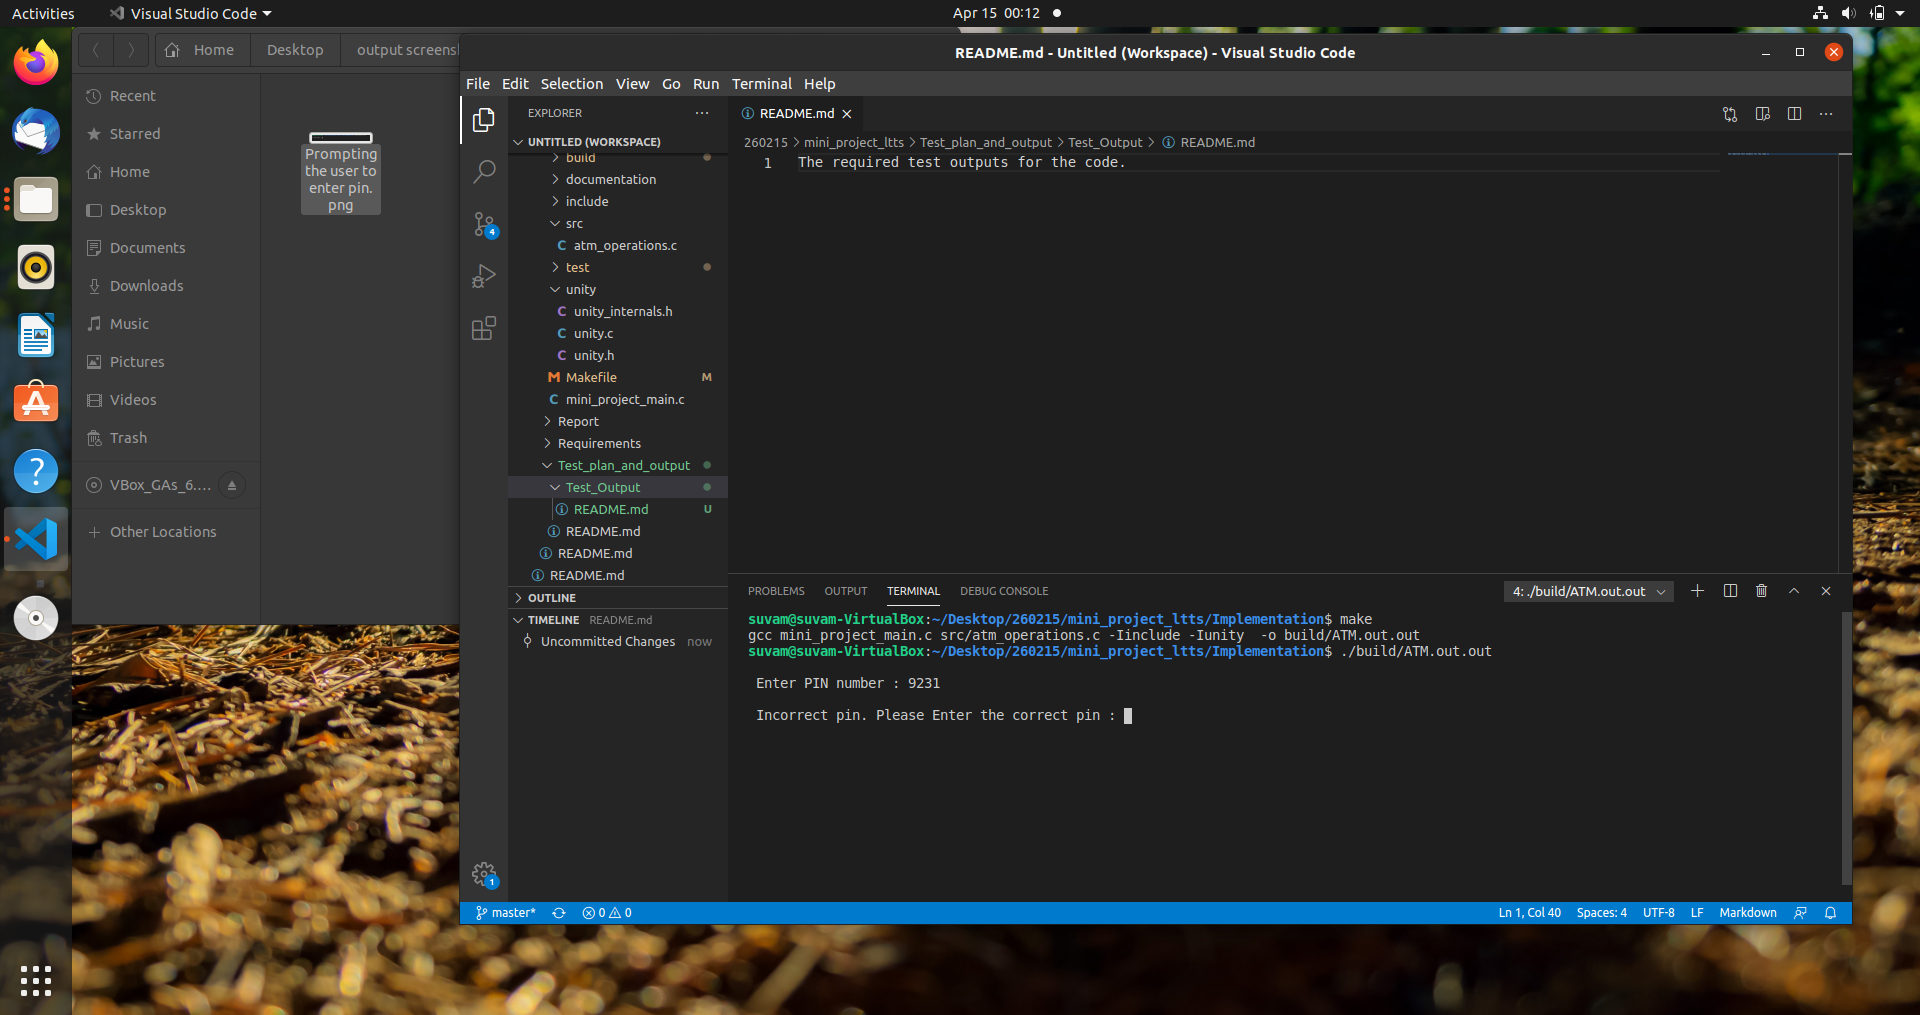 Activities
Visual Studio Code
Apr 15 00:12
Home
Desktop
output screens
Recent
Starred
Home
Desktop
Documents
Downloads
Music
Pictures
Videos
Trash
VBox_GAs_6....
Other Locations
Prompting
the user to
enter pin.
png
README.md - Untitled (Workspace) - Visual Studio Code
File Edit Selection View Go Run Terminal Help
EXPLORER
UNTITLED (WORKSPACE)
build
documentation
include
src
C atm_operations.c
test
unity
C unity_internals.h
C unity.c
C unity.h
M Makefile M
C mini_project_main.c
Report
Requirements
Test_plan_and_output
Test_Output
README.md U
README.md
README.md
README.md
OUTLINE
TIMELINE README.md
Uncommitted Changes now
4
1
README.md
260215 > mini_project_ltts > Test_plan_and_output > Test_Output > README.md
1 The required test outputs for the code.
PROBLEMS OUTPUT TERMINAL DEBUG CONSOLE
4: ./build/ATM.out.out
suvam@suvam-VirtualBox:~/Desktop/260215/mini_project_ltts/Implementation$ make
gcc mini_project_main.c src/atm_operations.c -Iinclude -Iunity  -o build/ATM.out.out
suvam@suvam-VirtualBox:~/Desktop/260215/mini_project_ltts/Implementation$ ./build/ATM.out.out
Enter PIN number : 9231
Incorrect pin. Please Enter the correct pin :
master* 0 0
Ln 1, Col 40 Spaces: 4 UTF-8 LF Markdown